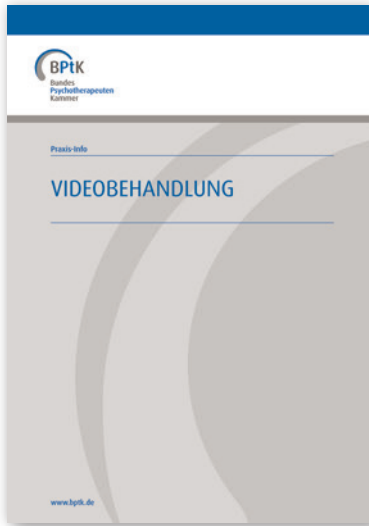 BPtK
Bundes
Psychotherapeuten
Kammer
Praxis-Info
VIDEOBEHANDLUNG
www.bptk.de